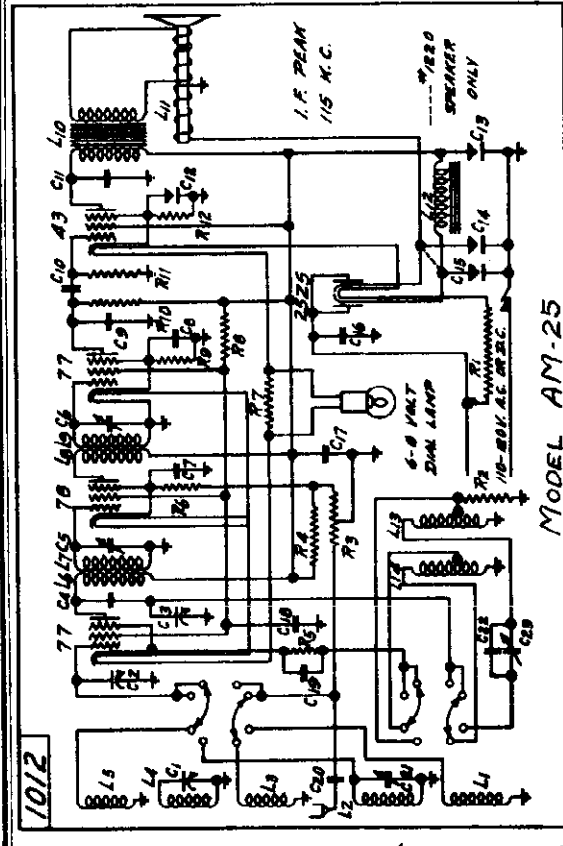 1012
L5
L4
C1
L3
L2
C20
C21
L1
77
C2
C3
C4
L6
L7
C5
78
R6
C7
L8
L9
C6
77
C8
R9
C9
R10
R8
C10
R11
43
R12
C12
C11
L10
L11
I.F. PEAK
115 K.C.
R7
6-8 VOLT
DIAL LAMP
C18
R5
C19
R4
R3
C17
25Z5
C16
L12
C15
C14
C13
#1220
SPEAKER
ONLY
L14
L13
R2
R1
110-120V. A.C. OR D.C.
C22
C23
MODEL AM-25